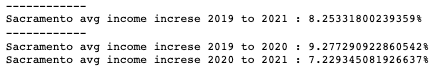 ------------
Sacramento avg income increse 2019 to 2021 : 8.25331800239359%
------------
Sacramento avg income increse 2019 to 2020 : 9.277290922860542%
Sacramento avg income increse 2020 to 2021 : 7.229345081926637%